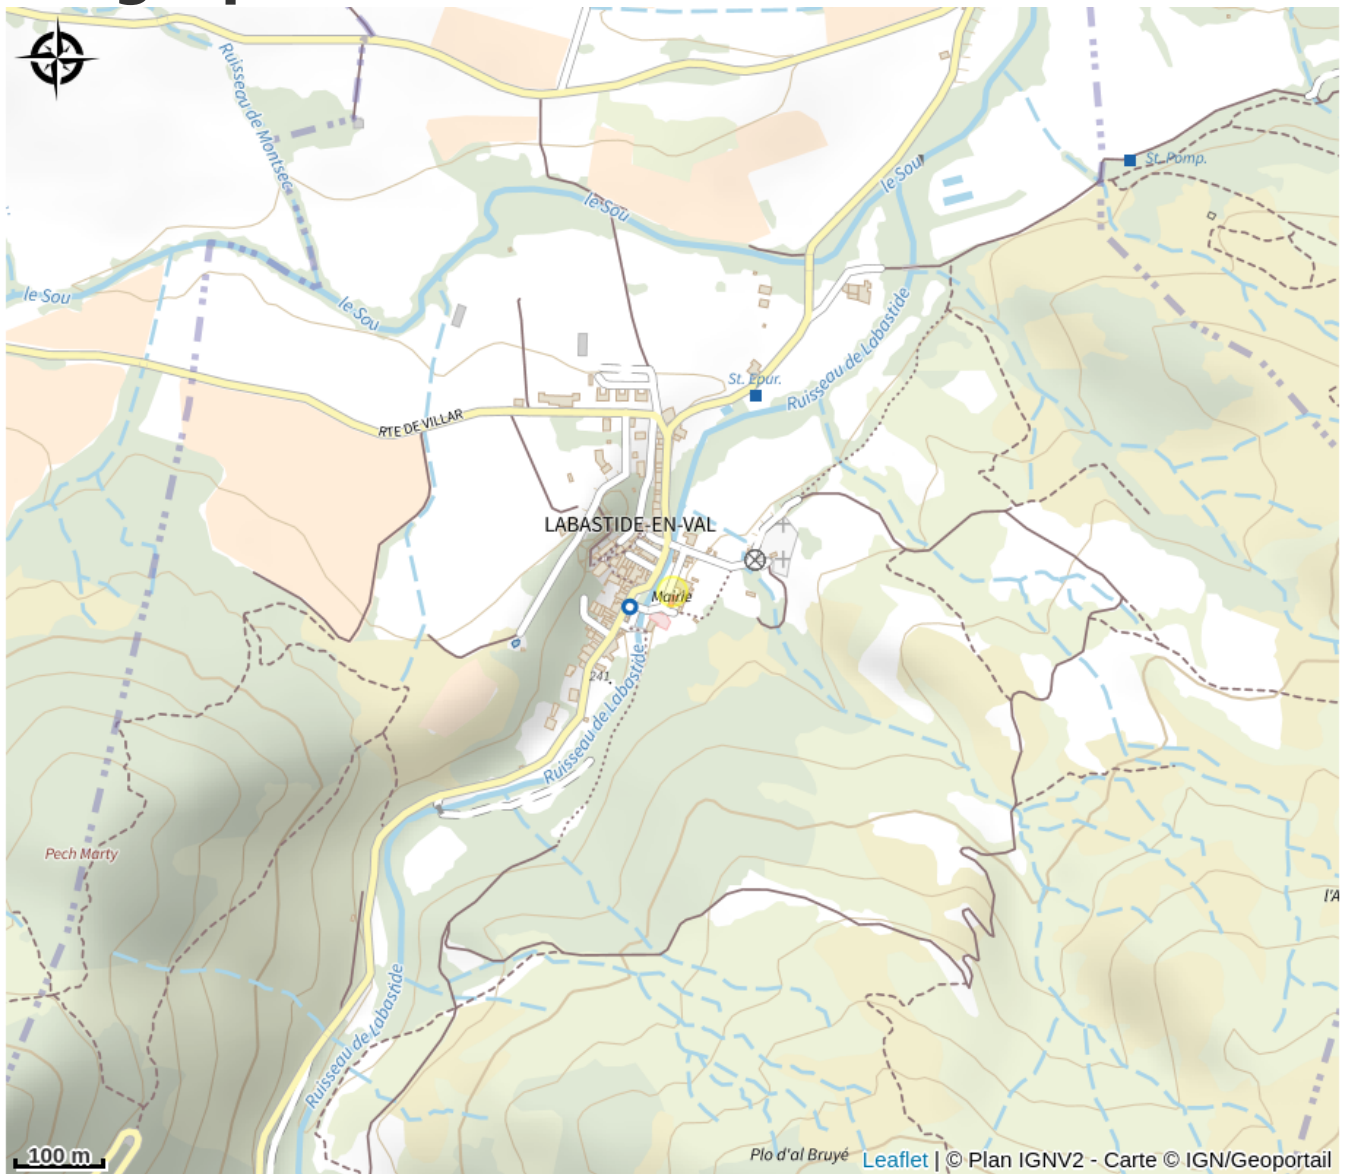 Ruisseau de Montsec
le Sou
St. Pomp.
le Sou
le Sou
le Sou
Ruisseau de Labastide
St. Epur.
RTE DE VILLAR
LABASTIDE-EN-VAL
Mairie
241
Ruisseau de Labastide
Pech Marty
l'A
Ruisseau de Labastide
100 m
Plo d'al Bruyé
Leaflet | © Plan IGNV2 - Carte © IGN/Geoportail